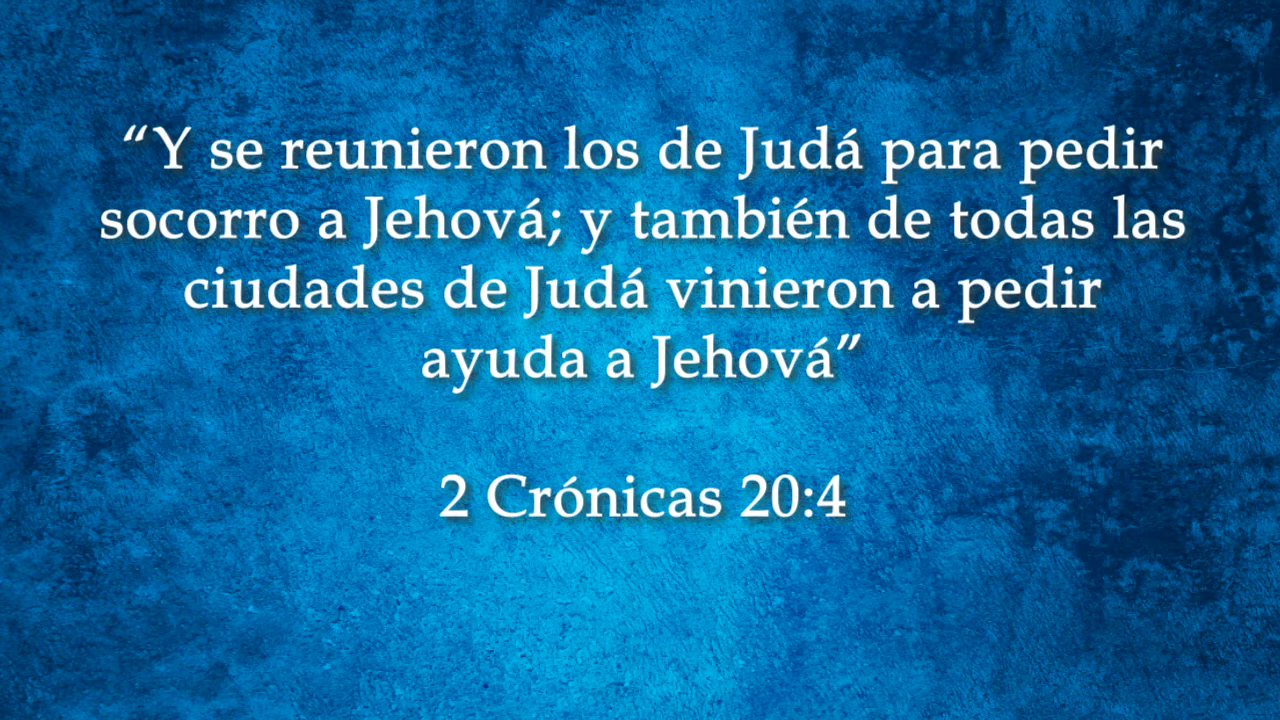 “Y se reunieron los de Judá para pedir
socorro a Jehová; y también de todas las
ciudades de Judá vinieron a pedir
ayuda a Jehová”
2 Crónicas 20:4